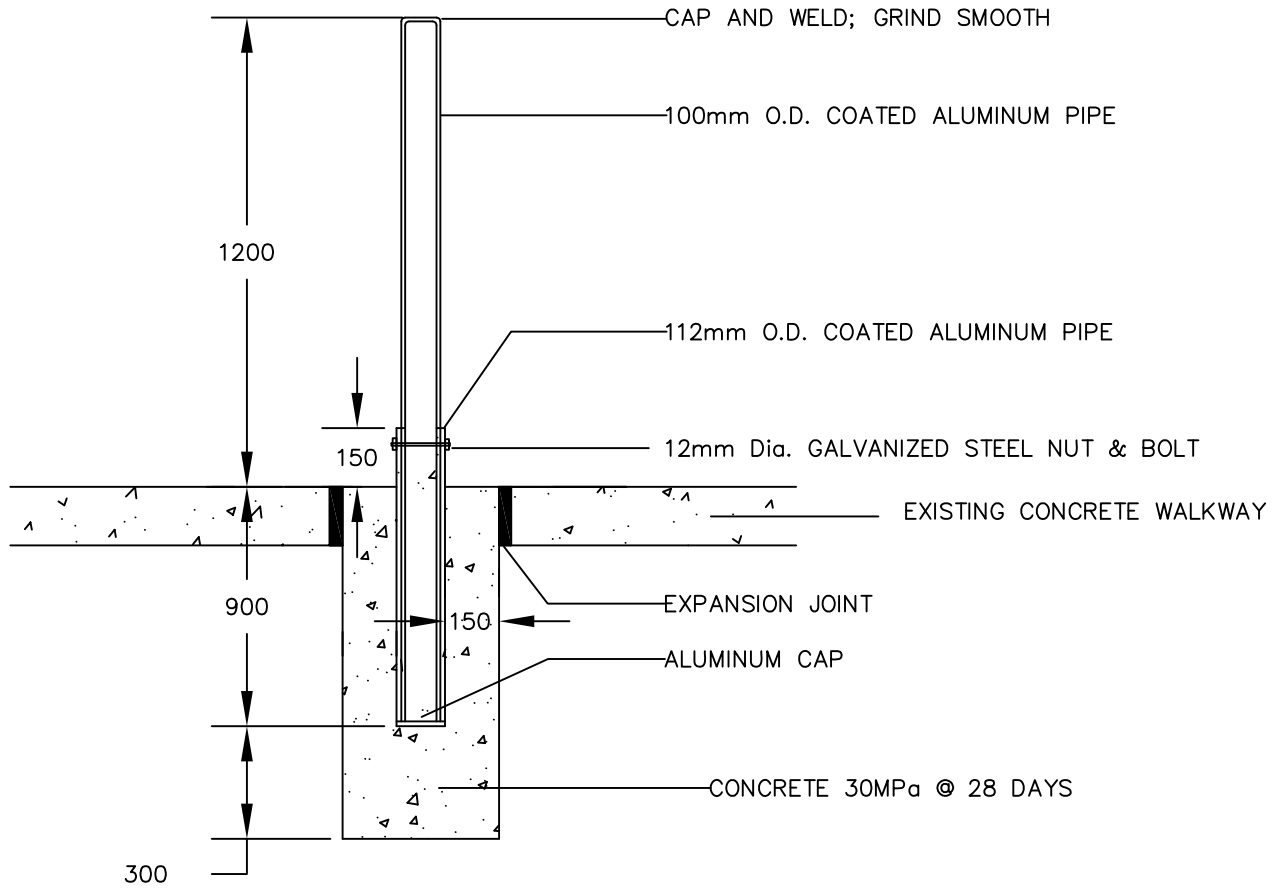 CAP AND WELD; GRIND SMOOTH
100mm O.D. COATED ALUMINUM PIPE
1200
112mm O.D. COATED ALUMINUM PIPE
150
12mm Dia. GALVANIZED STEEL NUT & BOLT
EXISTING CONCRETE WALKWAY
900
EXPANSION JOINT
150
ALUMINUM CAP
CONCRETE 30MPa @ 28 DAYS
300